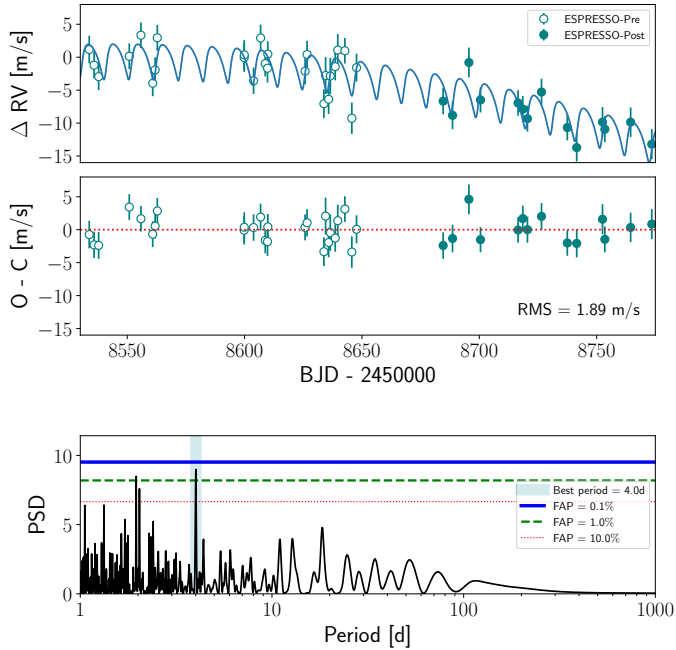 5
0
−5
−10
−15
Δ RV [m/s]
ESPRESSO-Pre
ESPRESSO-Post
5
0
−5
−10
−15
O - C [m/s]
RMS = 1.89 m/s
8550 8600 8650 8700 8750
BJD - 2450000
10
5
0
PSD
Best period = 4.0d
FAP = 0.1%
FAP = 1.0%
FAP = 10.0%
1 10 100 1000
Period [d]